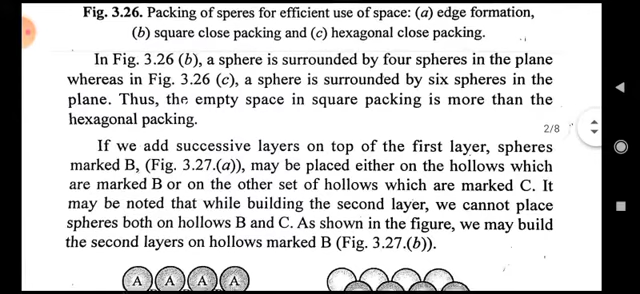 Fig. 3.26. Packing of speres for efficient use of space: (a) edge formation,
(b) square close packing and (c) hexagonal close packing.
In Fig. 3.26 (b), a sphere is surrounded by four spheres in the plane
whereas in Fig. 3.26 (c), a sphere is surrounded by six spheres in the
plane. Thus, the empty space in square packing is more than the
hexagonal packing.
2/8
If we add successive layers on top of the first layer, spheres
marked B, (Fig. 3.27.(a)), may be placed either on the hollows which
are marked B or on the other set of hollows which are marked C. It
may be noted that while building the second layer, we cannot place
spheres both on hollows B and C. As shown in the figure, we may build
the second layers on hollows marked B (Fig. 3.27.(b)).
A A A A